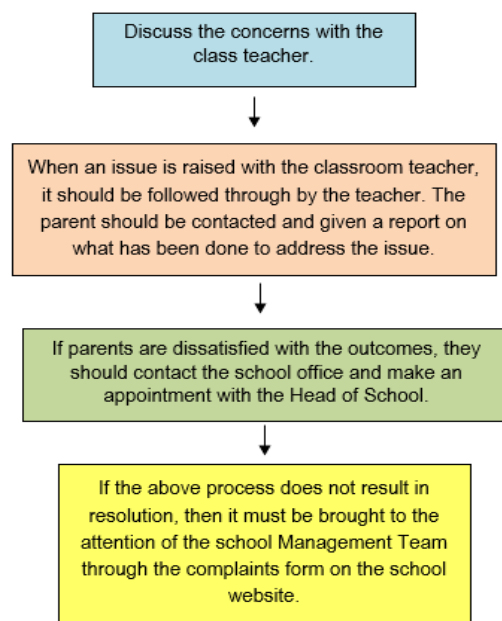 Discuss the concerns with the
class teacher.
When an issue is raised with the classroom teacher,
it should be followed through by the teacher. The
parent should be contacted and given a report on
what has been done to address the issue.
If parents are dissatisfied with the outcomes, they
should contact the school office and make an
appointment with the Head of School.
If the above process does not result in
resolution, then it must be brought to the
attention of the school Management Team
through the complaints form on the school
website.